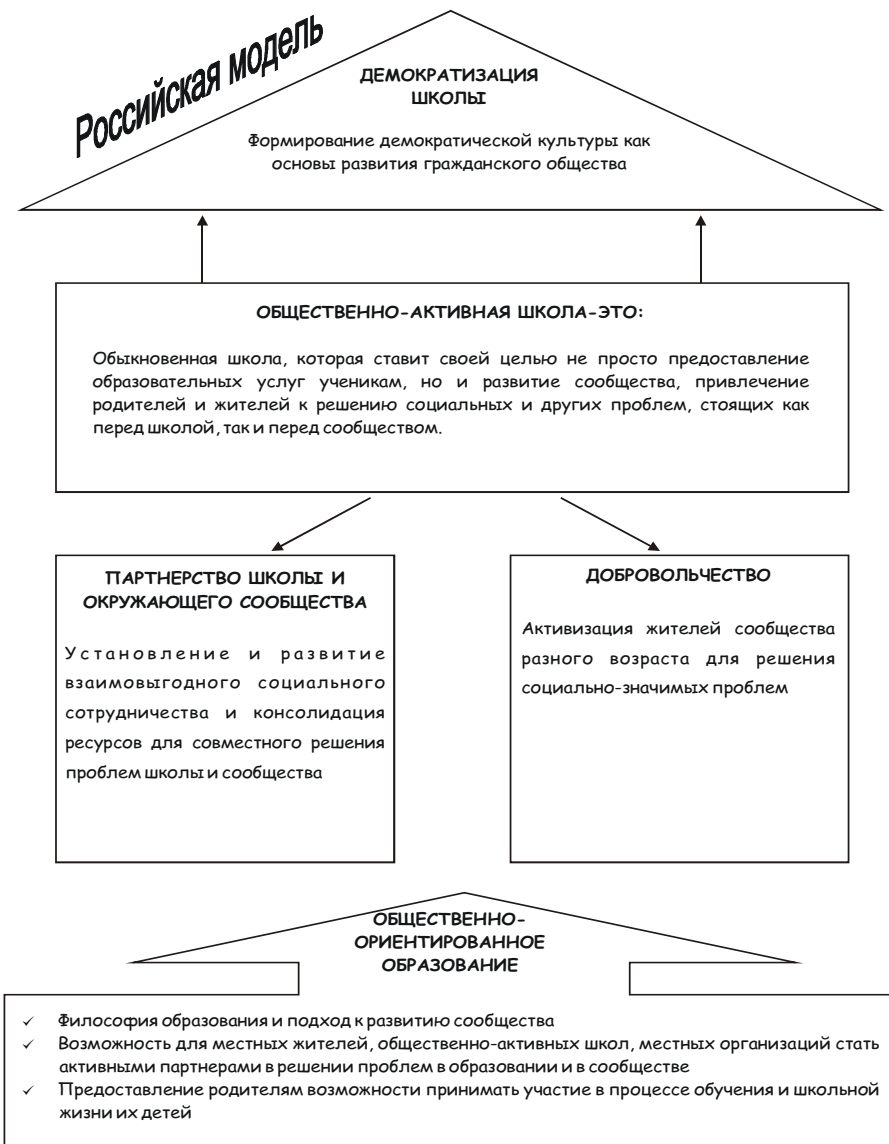 Российская модель
ДЕМОКРАТИЗАЦИЯ
ШКОЛЫ
Формирование демократической культуры как
основы развития гражданского общества
ОБЩЕСТВЕННО-АКТИВНАЯ ШКОЛА-ЭТО:
Обыкновенная школа, которая ставит своей целью не просто предоставление
образовательных услуг ученикам, но и развитие сообщества, привлечение
родителей и жителей к решению социальных и других проблем, стоящих как
перед школой, так и перед сообществом.
ПАРТНЕРСТВО ШКОЛЫ И
ОКРУЖАЮЩЕГО СООБЩЕСТВА
Установление и развитие
взаимовыгодного социального
сотрудничества и консолидация
ресурсов для совместного решения
проблем школы и сообщества
ДОБРОВОЛЬЧЕСТВО
Активизация жителей сообщества
разного возраста для решения
социально-значимых проблем
ОБЩЕСТВЕННО-
ОРИЕНТИРОВАННОЕ
ОБРАЗОВАНИЕ
✓ Философия образования и подход к развитию сообщества
✓ Возможность для местных жителей, общественно-активных школ, местных организаций стать
активными партнерами в решении проблем в образовании и в сообществе
✓ Предоставление родителям возможности принимать участие в процессе обучения и школьной
жизни их детей